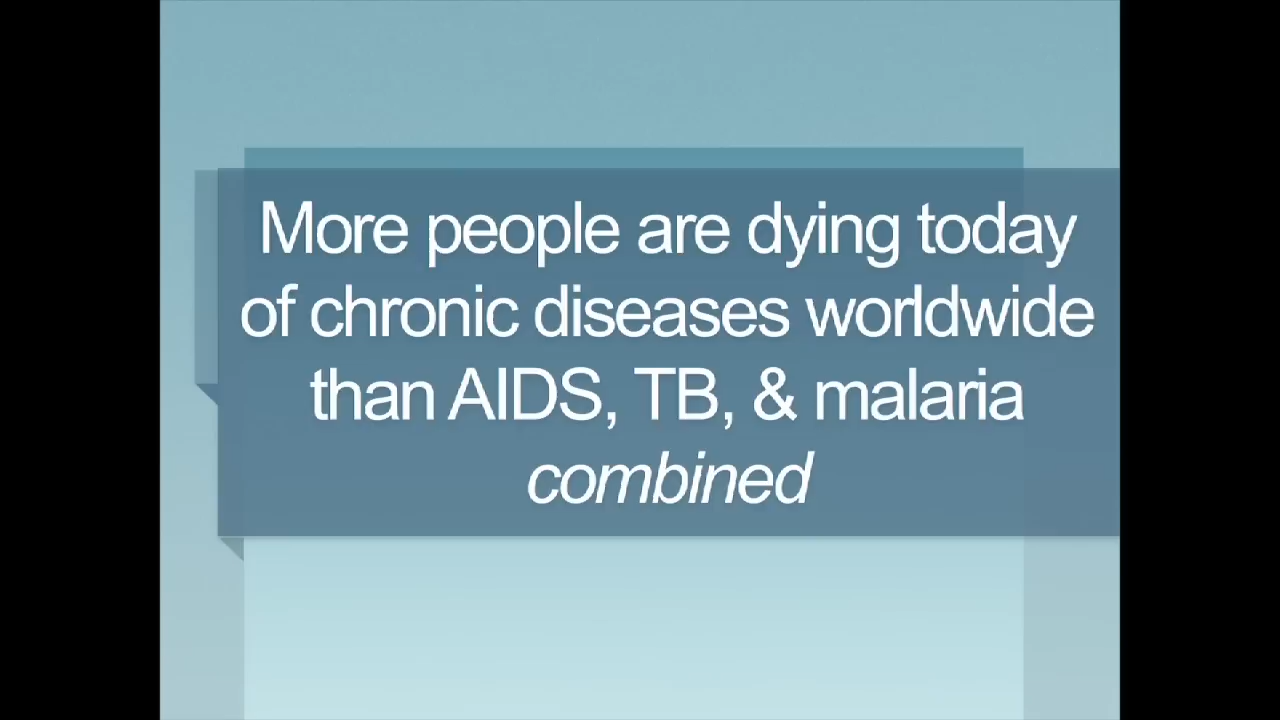 More people are dying today
of chronic diseases worldwide
than AIDS, TB, & malaria
combined